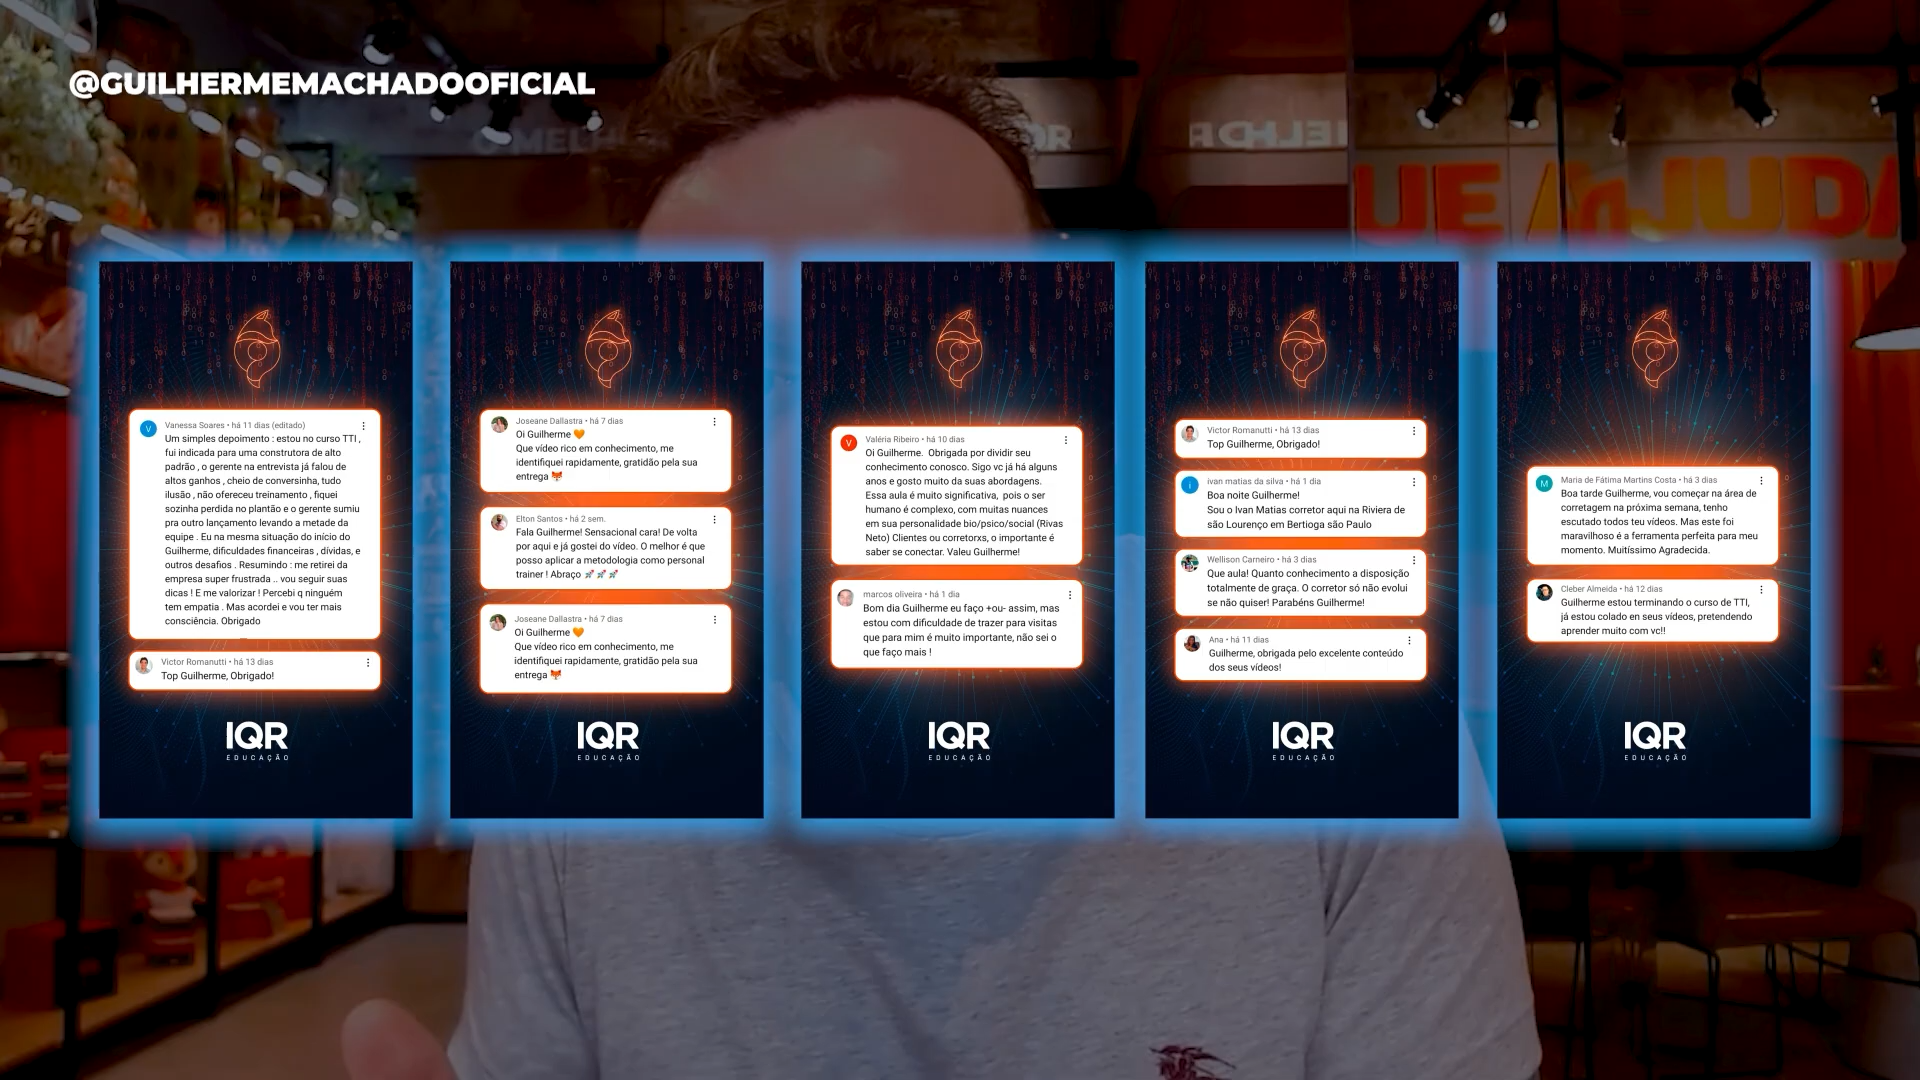 @GUILHERMEMACHADOOFICIAL
UE AJUDA
Vanessa Soares • há 11 dias (editado)
Um simples depoimento : estou no curso TTI ,
fui indicada para uma construtora de alto
padrão , o gerente na entrevista já falou de
altos ganhos , cheio de conversinha, tudo
ilusão , não ofereceu treinamento , fiquei
sozinha perdida no plantão e o gerente sumiu
pra outro lançamento levando a metade da
equipe . Eu na mesma situação do início do
Guilherme, dificuldades financeiras , dívidas, e
outros desafios . Resumindo : me retirei da
empresa super frustrada .. vou seguir suas
dicas ! E me valorizar ! Percebi q ninguém
tem empatia . Mas acordei e vou ter mais
consciência. Obrigado
V
Victor Romanutti • há 13 dias
Top Guilherme, Obrigado!
IQR
EDUCAÇÃO
Joseane Dallastra • há 7 dias
Oi Guilherme 🧡
Que vídeo rico em conhecimento, me
identifiquei rapidamente, gratidão pela sua
entrega 🦊
Elton Santos • há 2 sem.
Fala Guilherme! Sensacional cara! De volta
por aqui e já gostei do vídeo. O melhor é que
posso aplicar a metodologia como personal
trainer ! Abraço 🚀🚀🚀
Joseane Dallastra • há 7 dias
Oi Guilherme 🧡
Que vídeo rico em conhecimento, me
identifiquei rapidamente, gratidão pela sua
entrega 🦊
IQR
EDUCAÇÃO
V
Valéria Ribeiro • há 10 dias
Oi Guilherme. Obrigada por dividir seu
conhecimento conosco. Sigo vc já há alguns
anos e gosto muito da suas abordagens.
Essa aula é muito significativa, pois o ser
humano é complexo, com muitas nuances
em sua personalidade bio/psico/social (Rivas
Neto) Clientes ou corretorxs, o importante é
saber se conectar. Valeu Guilherme!
marcos oliveira • há 1 dia
Bom dia Guilherme eu faço +ou- assim, mas
estou com dificuldade de trazer para visitas
que para mim é muito importante, não sei o
que faço mais !
IQR
EDUCAÇÃO
Victor Romanutti • há 13 dias
Top Guilherme, Obrigado!
i
ivan matias da silva • há 1 dia
Boa noite Guilherme!
Sou o Ivan Matias corretor aqui na Riviera de
são Lourenço em Bertioga são Paulo
Wellison Carneiro • há 3 dias
Que aula! Quanto conhecimento a disposição
totalmente de graça. O corretor só não evolui
se não quiser! Parabéns Guilherme!
Ana • há 11 dias
Guilherme, obrigada pelo excelente conteúdo
dos seus vídeos!
IQR
EDUCAÇÃO
M
Maria de Fátima Martins Costa • há 3 dias
Boa tarde Guilherme, vou começar na área de
corretagem na próxima semana, tenho
escutado todos teu vídeos. Mas este foi
maravilhoso é a ferramenta perfeita para meu
momento. Muitíssimo Agradecida.
Cleber Almeida • há 12 dias
Guilherme estou terminando o curso de TTI,
já estou colado en seus vídeos, pretendendo
aprender muito com vc!!
IQR
EDUCAÇÃO